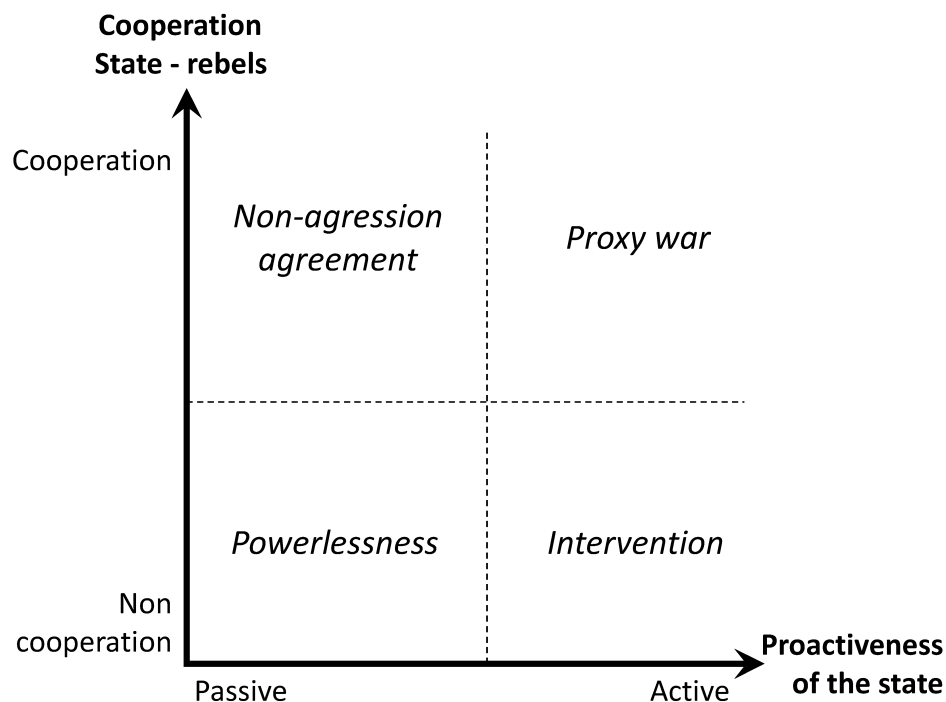 Cooperation
State - rebels
Cooperation
Non-agression
agreement
Proxy war
Powerlessness
Intervention
Non
cooperation
Proactiveness
of the state
Passive
Active